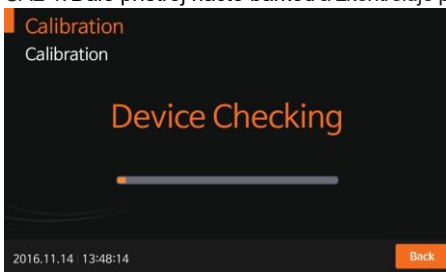 Calibration
Calibration
Device Checking
2016.11.14 13:48:14
Back